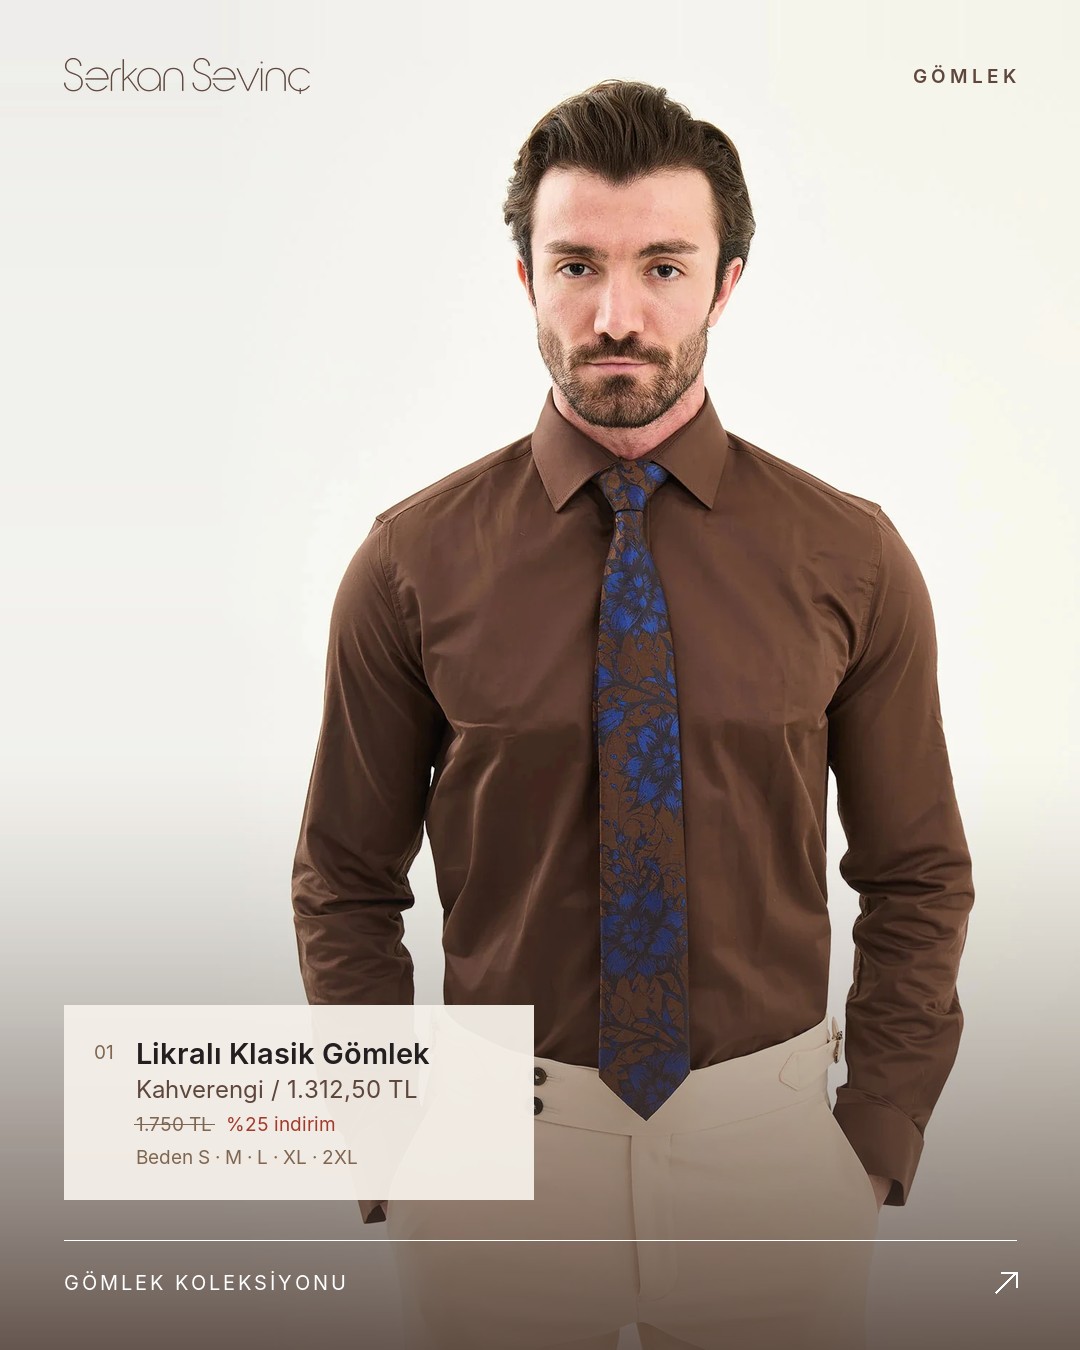 Serkan Sevinç
GÖMLEK
01 Likralı Klasik Gömlek
Kahverengi / 1.312,50 TL
1.750 TL %25 indirim
Beden S · M · L · XL · 2XL
GÖMLEK KOLEKSİYONU